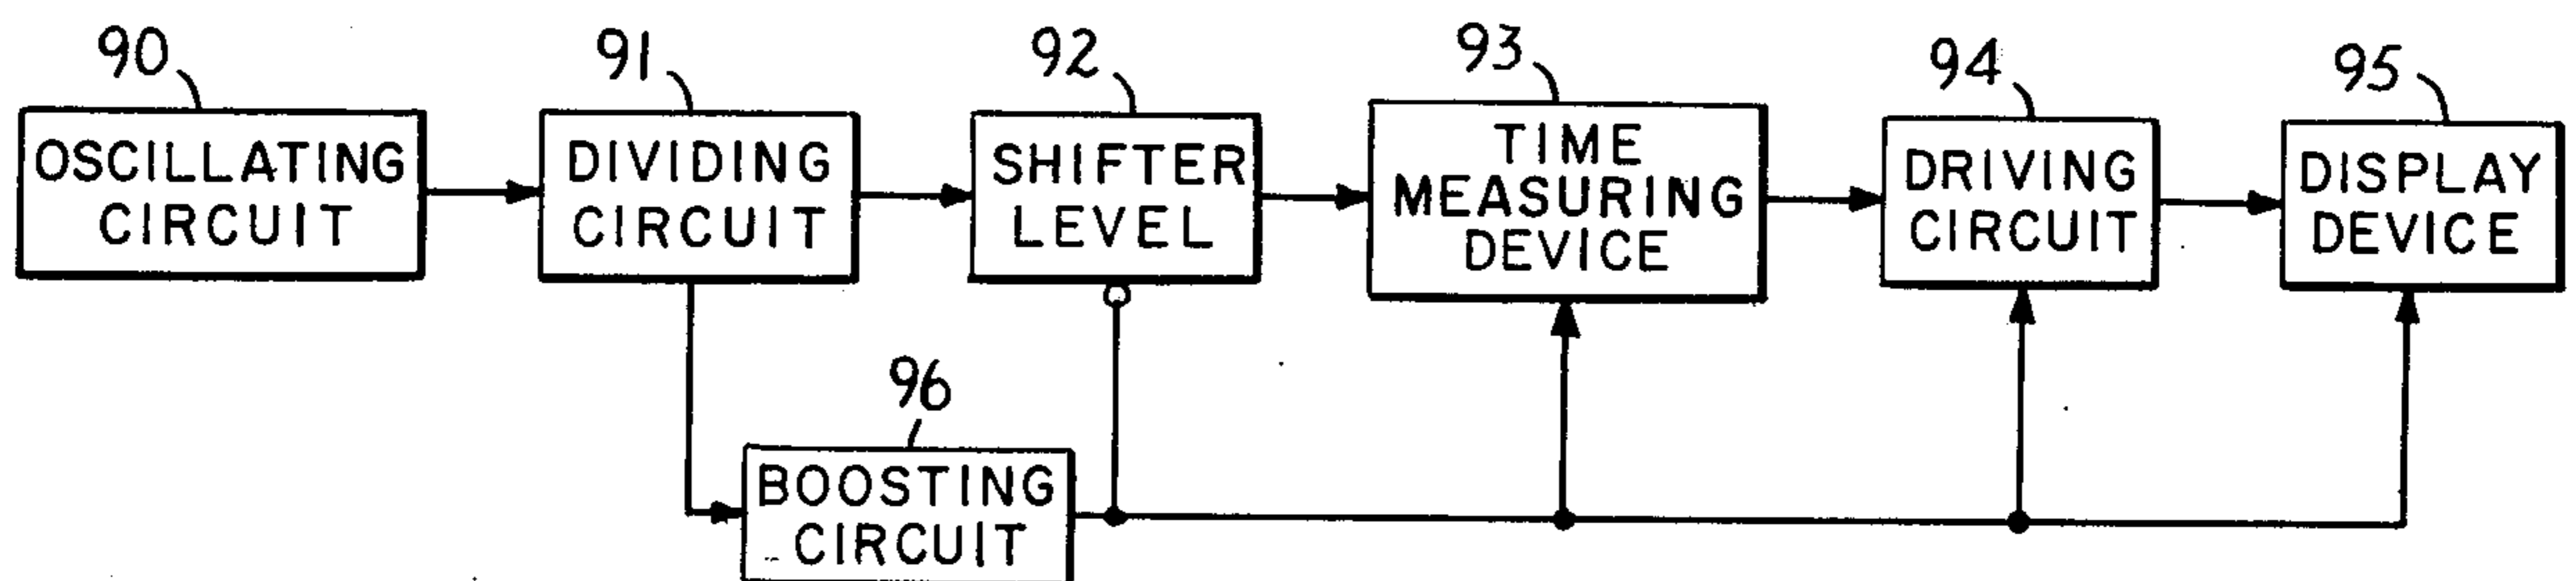 90
91
92
93
94
95
OSCILLATING
CIRCUIT
DIVIDING
CIRCUIT
SHIFTER
LEVEL
TIME
MEASURING
DEVICE
DRIVING
CIRCUIT
DISPLAY
DEVICE
96
BOOSTING
CIRCUIT